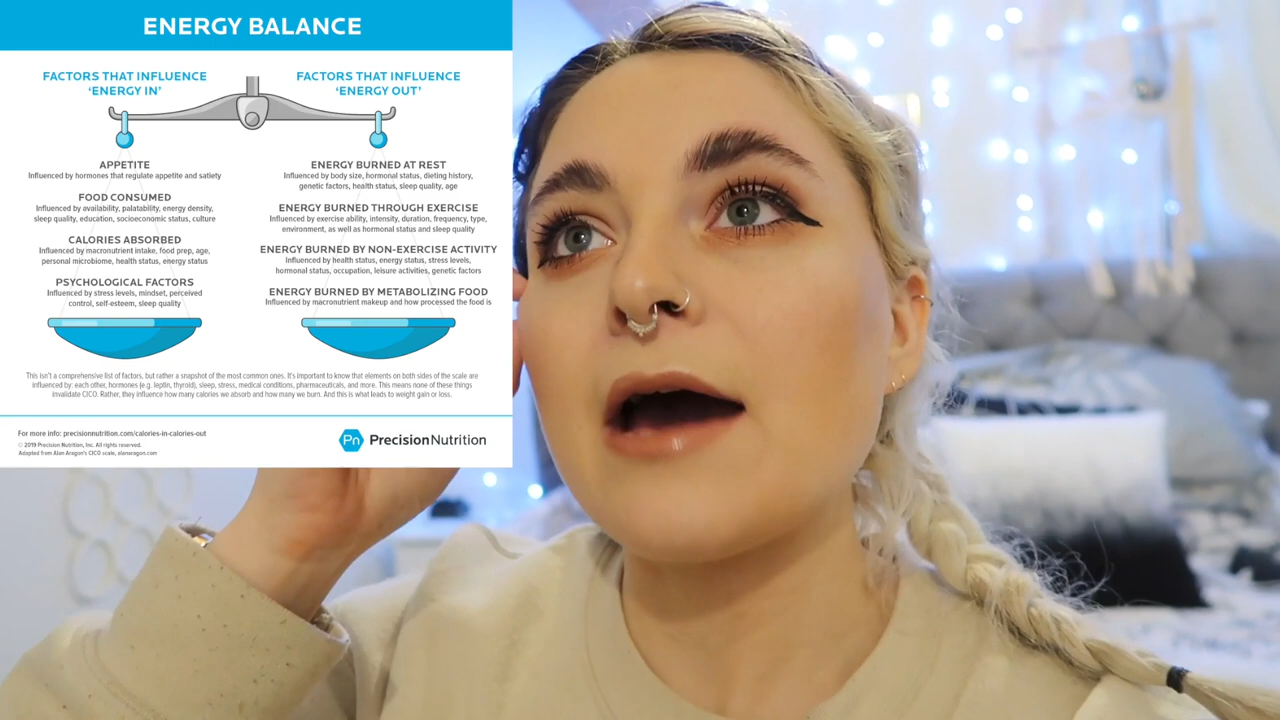 ENERGY BALANCE
FACTORS THAT INFLUENCE
‘ENERGY IN’
APPETITE
Influenced by hormones that regulate appetite and satiety
FOOD CONSUMED
Influenced by availability, palatability, energy density,
sleep quality, education, socioeconomic status, culture
CALORIES ABSORBED
Influenced by macronutrient intake, food prep, age,
personal microbiome, health status, energy status
PSYCHOLOGICAL FACTORS
Influenced by stress levels, mindset, perceived
control, self-esteem, sleep quality
FACTORS THAT INFLUENCE
‘ENERGY OUT’
ENERGY BURNED AT REST
Influenced by body size, hormonal status, dieting history,
genetic factors, health status, sleep quality, age
ENERGY BURNED THROUGH EXERCISE
Influenced by exercise ability, intensity, duration, frequency, type,
environment, as well as hormonal status and sleep quality
ENERGY BURNED BY NON-EXERCISE ACTIVITY
Influenced by health status, energy status, stress levels,
hormonal status, occupation, leisure activities, genetic factors
ENERGY BURNED BY METABOLIZING FOOD
Influenced by macronutrient makeup and how processed the food is
This isn’t a comprehensive list of factors, but rather a snapshot of the most common ones. It’s important to know that elements on both sides of the scale are
influenced by: each other, hormones (e.g. leptin, thyroid), sleep, stress, medical conditions, pharmaceuticals, and more. This means none of these things
invalidate CICO. Rather, they influence how many calories we absorb and how many we burn. And this is what leads to weight gain or loss.
For more info: precisionnutrition.com/calories-in-calories-out
© 2019 Precision Nutrition, Inc. All rights reserved.
Adapted from Alan Aragon’s CICO scale, alanaragon.com
Pn PrecisionNutrition